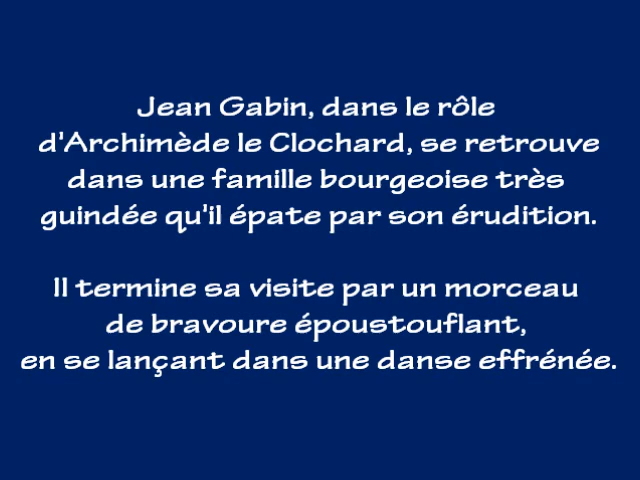 Jean Gabin, dans le rôle
d'Archimède le Clochard, se retrouve
dans une famille bourgeoise très
guindée qu'il épate par son érudition.
Il termine sa visite par un morceau
de bravoure époustouflant,
en se lançant dans une danse effrénée.